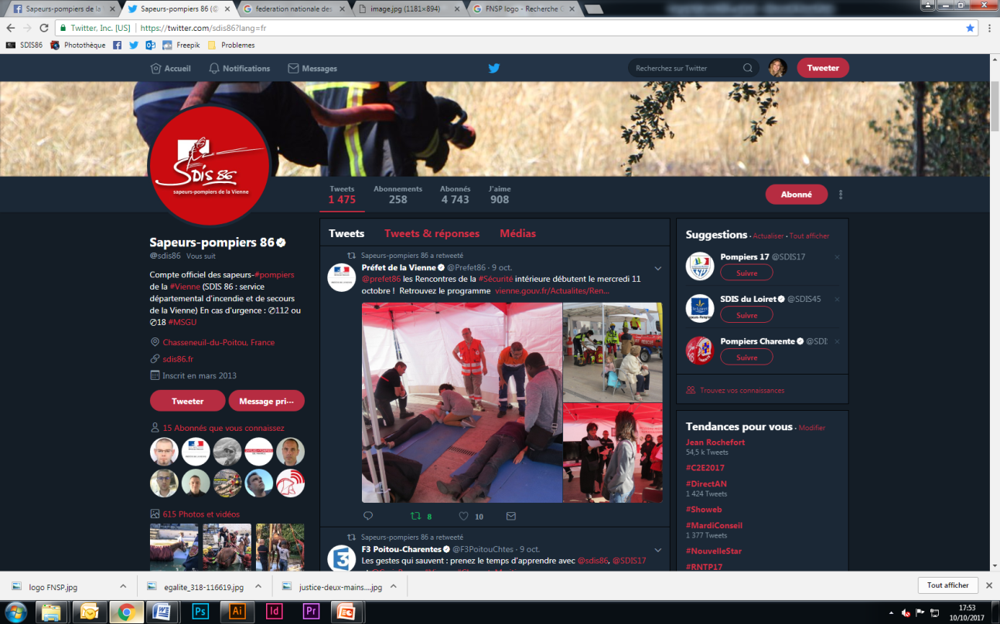 Sapeurs-pompiers de la
Sapeurs-pompiers 86 (@
federation nationale des
image.jpg (1181×894)
FNSP logo - Recherche G
Twitter, Inc. [US] | https://twitter.com/sdis86?lang=fr
SDIS86 Photothèque Freepik Problemes
Accueil Notifications Messages
Recherchez sur Twitter
Tweeter
SDIS 86
sapeurs-pompiers de la Vienne
Tweets Abonnements Abonnés J'aime
1 475 258 4 743 908
Abonné
Sapeurs-pompiers 86
@sdis86 Vous suit
Compte officiel des sapeurs-#pompiers
de la #Vienne (SDIS 86 : service
départemental d'incendie et de secours
de la Vienne) En cas d'urgence : ✆112 ou
✆18 #MSGU
Chasseneuil-du-Poitou, France
sdis86.fr
Inscrit en mars 2013
Tweeter
Message pri...
15 Abonnés que vous connaissez
615 Photos et vidéos
Tweets Tweets & réponses Médias
Sapeurs-pompiers 86 a retweeté
Préfet de la Vienne @Prefet86 · 9 oct.
@prefet86 les Rencontres de la #Sécurité intérieure débutent le mercredi 11
octobre ! Retrouvez le programme vienne.gouv.fr/Actualites/Ren...
8 10
Sapeurs-pompiers 86 a retweeté
F3 Poitou-Charentes @F3PoitouChtes · 9 oct.
Les gestes qui sauvent : prenez le temps d'apprendre avec @sdis86, @SDIS17
Suggestions · Actualiser · Tout afficher
Pompiers 17 @SDIS17
Suivre
SDIS du Loiret @SDIS45
Suivre
Pompiers Charente @SDI
Suivre
Trouvez vos connaissances
Tendances pour vous · Modifier
Jean Rochefort
54,5 k Tweets
#C2E2017
#DirectAN
1 424 Tweets
#Showeb
#MardiConseil
1 377 Tweets
#NouvelleStar
#RNTP17
logo FNSP.jpg
egalite_318-116619.jpg
justice-deux-mains....jpg
Tout afficher
Ps Ai Id Pr
17:53
10/10/2017